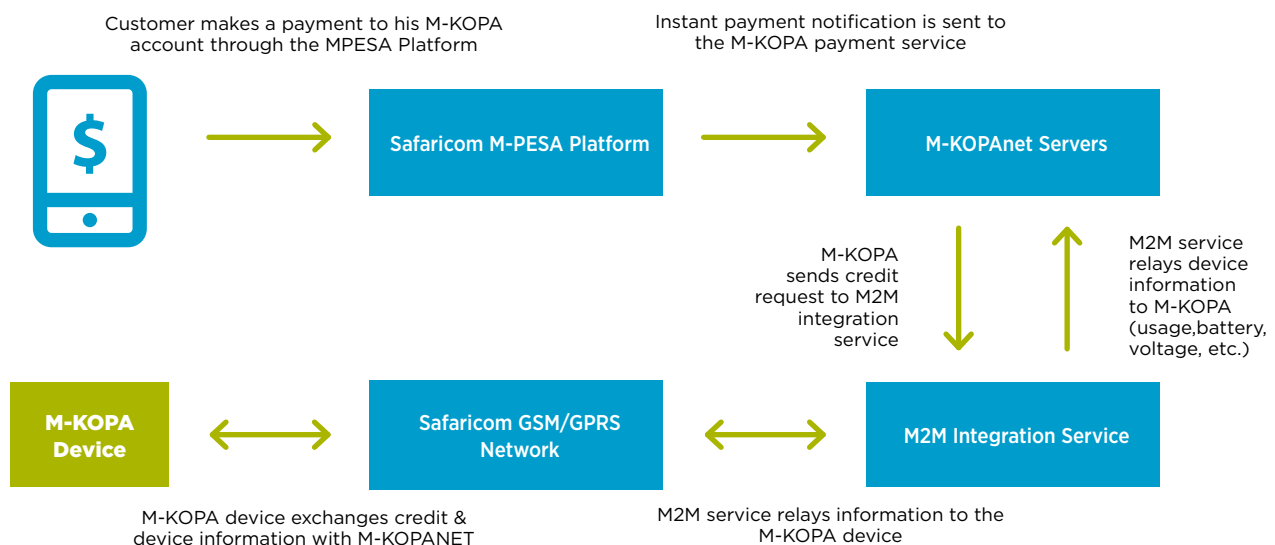 Customer makes a payment to his M-KOPA
account through the MPESA Platform
Instant payment notification is sent to
the M-KOPA payment service
$
Safaricom M-PESA Platform
M-KOPAnet Servers
M-KOPA
sends credit
request to M2M
integration
service
M2M service
relays device
information
to M-KOPA
(usage,battery,
voltage, etc.)
M-KOPA
Device
Safaricom GSM/GPRS
Network
M2M Integration Service
M-KOPA device exchanges credit &
device information with M-KOPANET
M2M service relays information to the
M-KOPA device